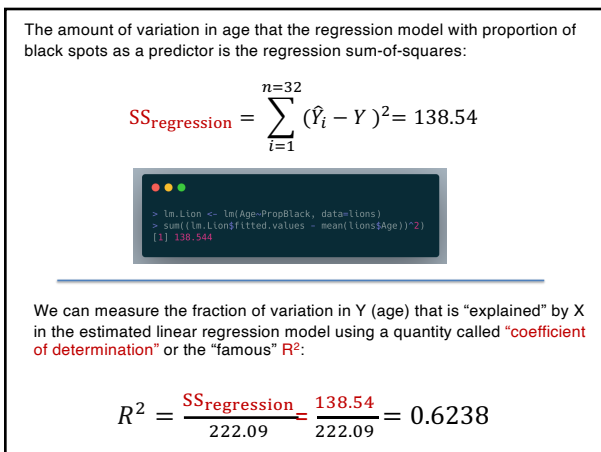 The amount of variation in age that the regression model with proportion of
black spots as a predictor is the regression sum-of-squares:
n=32
SSregression = ∑ (Ŷᵢ − Y )²= 138.54
i=1
> lm.Lion <- lm(Age~PropBlack, data=lions)
> sum((lm.Lion$fitted.values - mean(lions$Age))^2)
[1] 138.544
We can measure the fraction of variation in Y (age) that is “explained” by X
in the estimated linear regression model using a quantity called “coefficient
of determination” or the “famous” R²:
R² = SSregression/222.09 = 138.54/222.09 = 0.6238